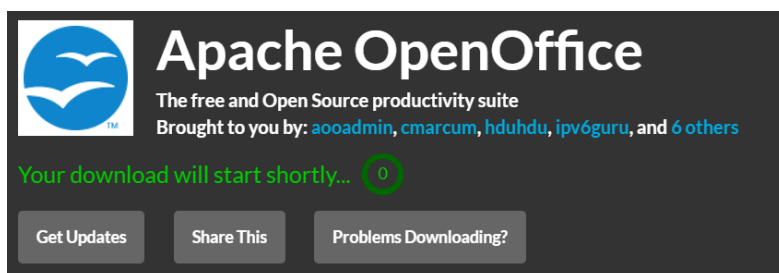 Apache OpenOffice
The free and Open Source productivity suite
Brought to you by: aooadmin, cmarcum, hduhdu, ipv6guru, and 6 others
TM
Your download will start shortly... 0
Get Updates
Share This
Problems Downloading?